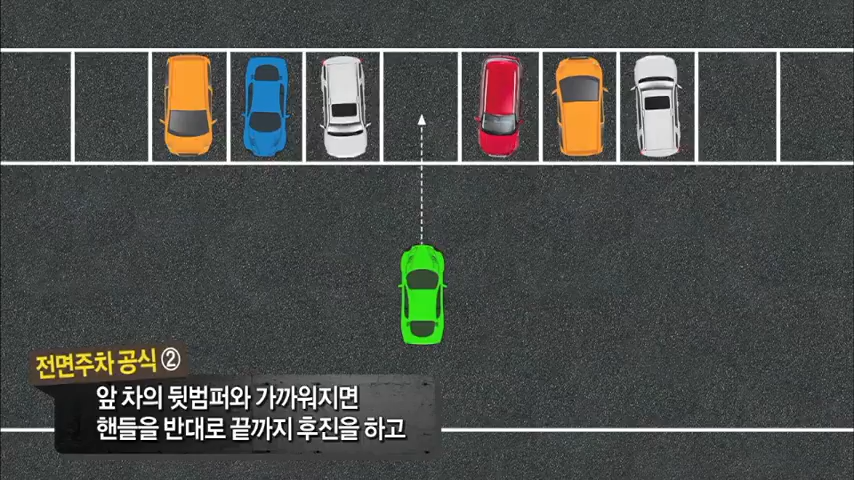 전면주차 공식 ②
앞 차의 뒷범퍼와 가까워지면
핸들을 반대로 끝까지 후진을 하고